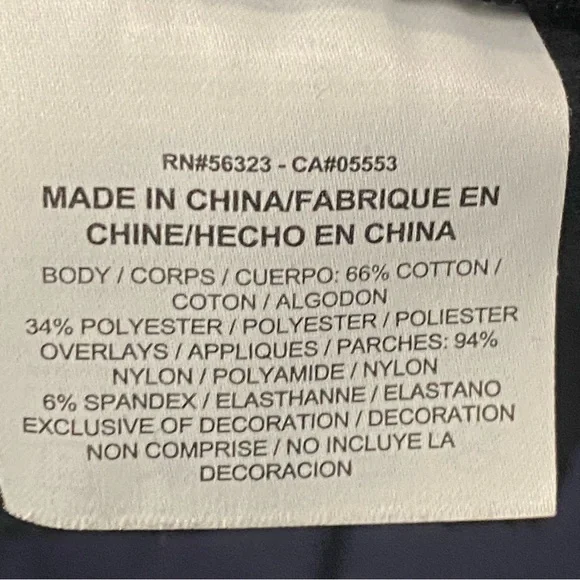 RN#56323 - CA#05553
MADE IN CHINA/FABRIQUE EN
CHINE/HECHO EN CHINA
BODY / CORPS / CUERPO: 66% COTTON /
COTON / ALGODON
34% POLYESTER / POLYESTER / POLIESTER
OVERLAYS / APPLIQUES / PARCHES: 94%
NYLON / POLYAMIDE / NYLON
6% SPANDEX / ELASTHANNE / ELASTANO
EXCLUSIVE OF DECORATION / DECORATION
NON COMPRISE / NO INCLUYE LA
DECORACION